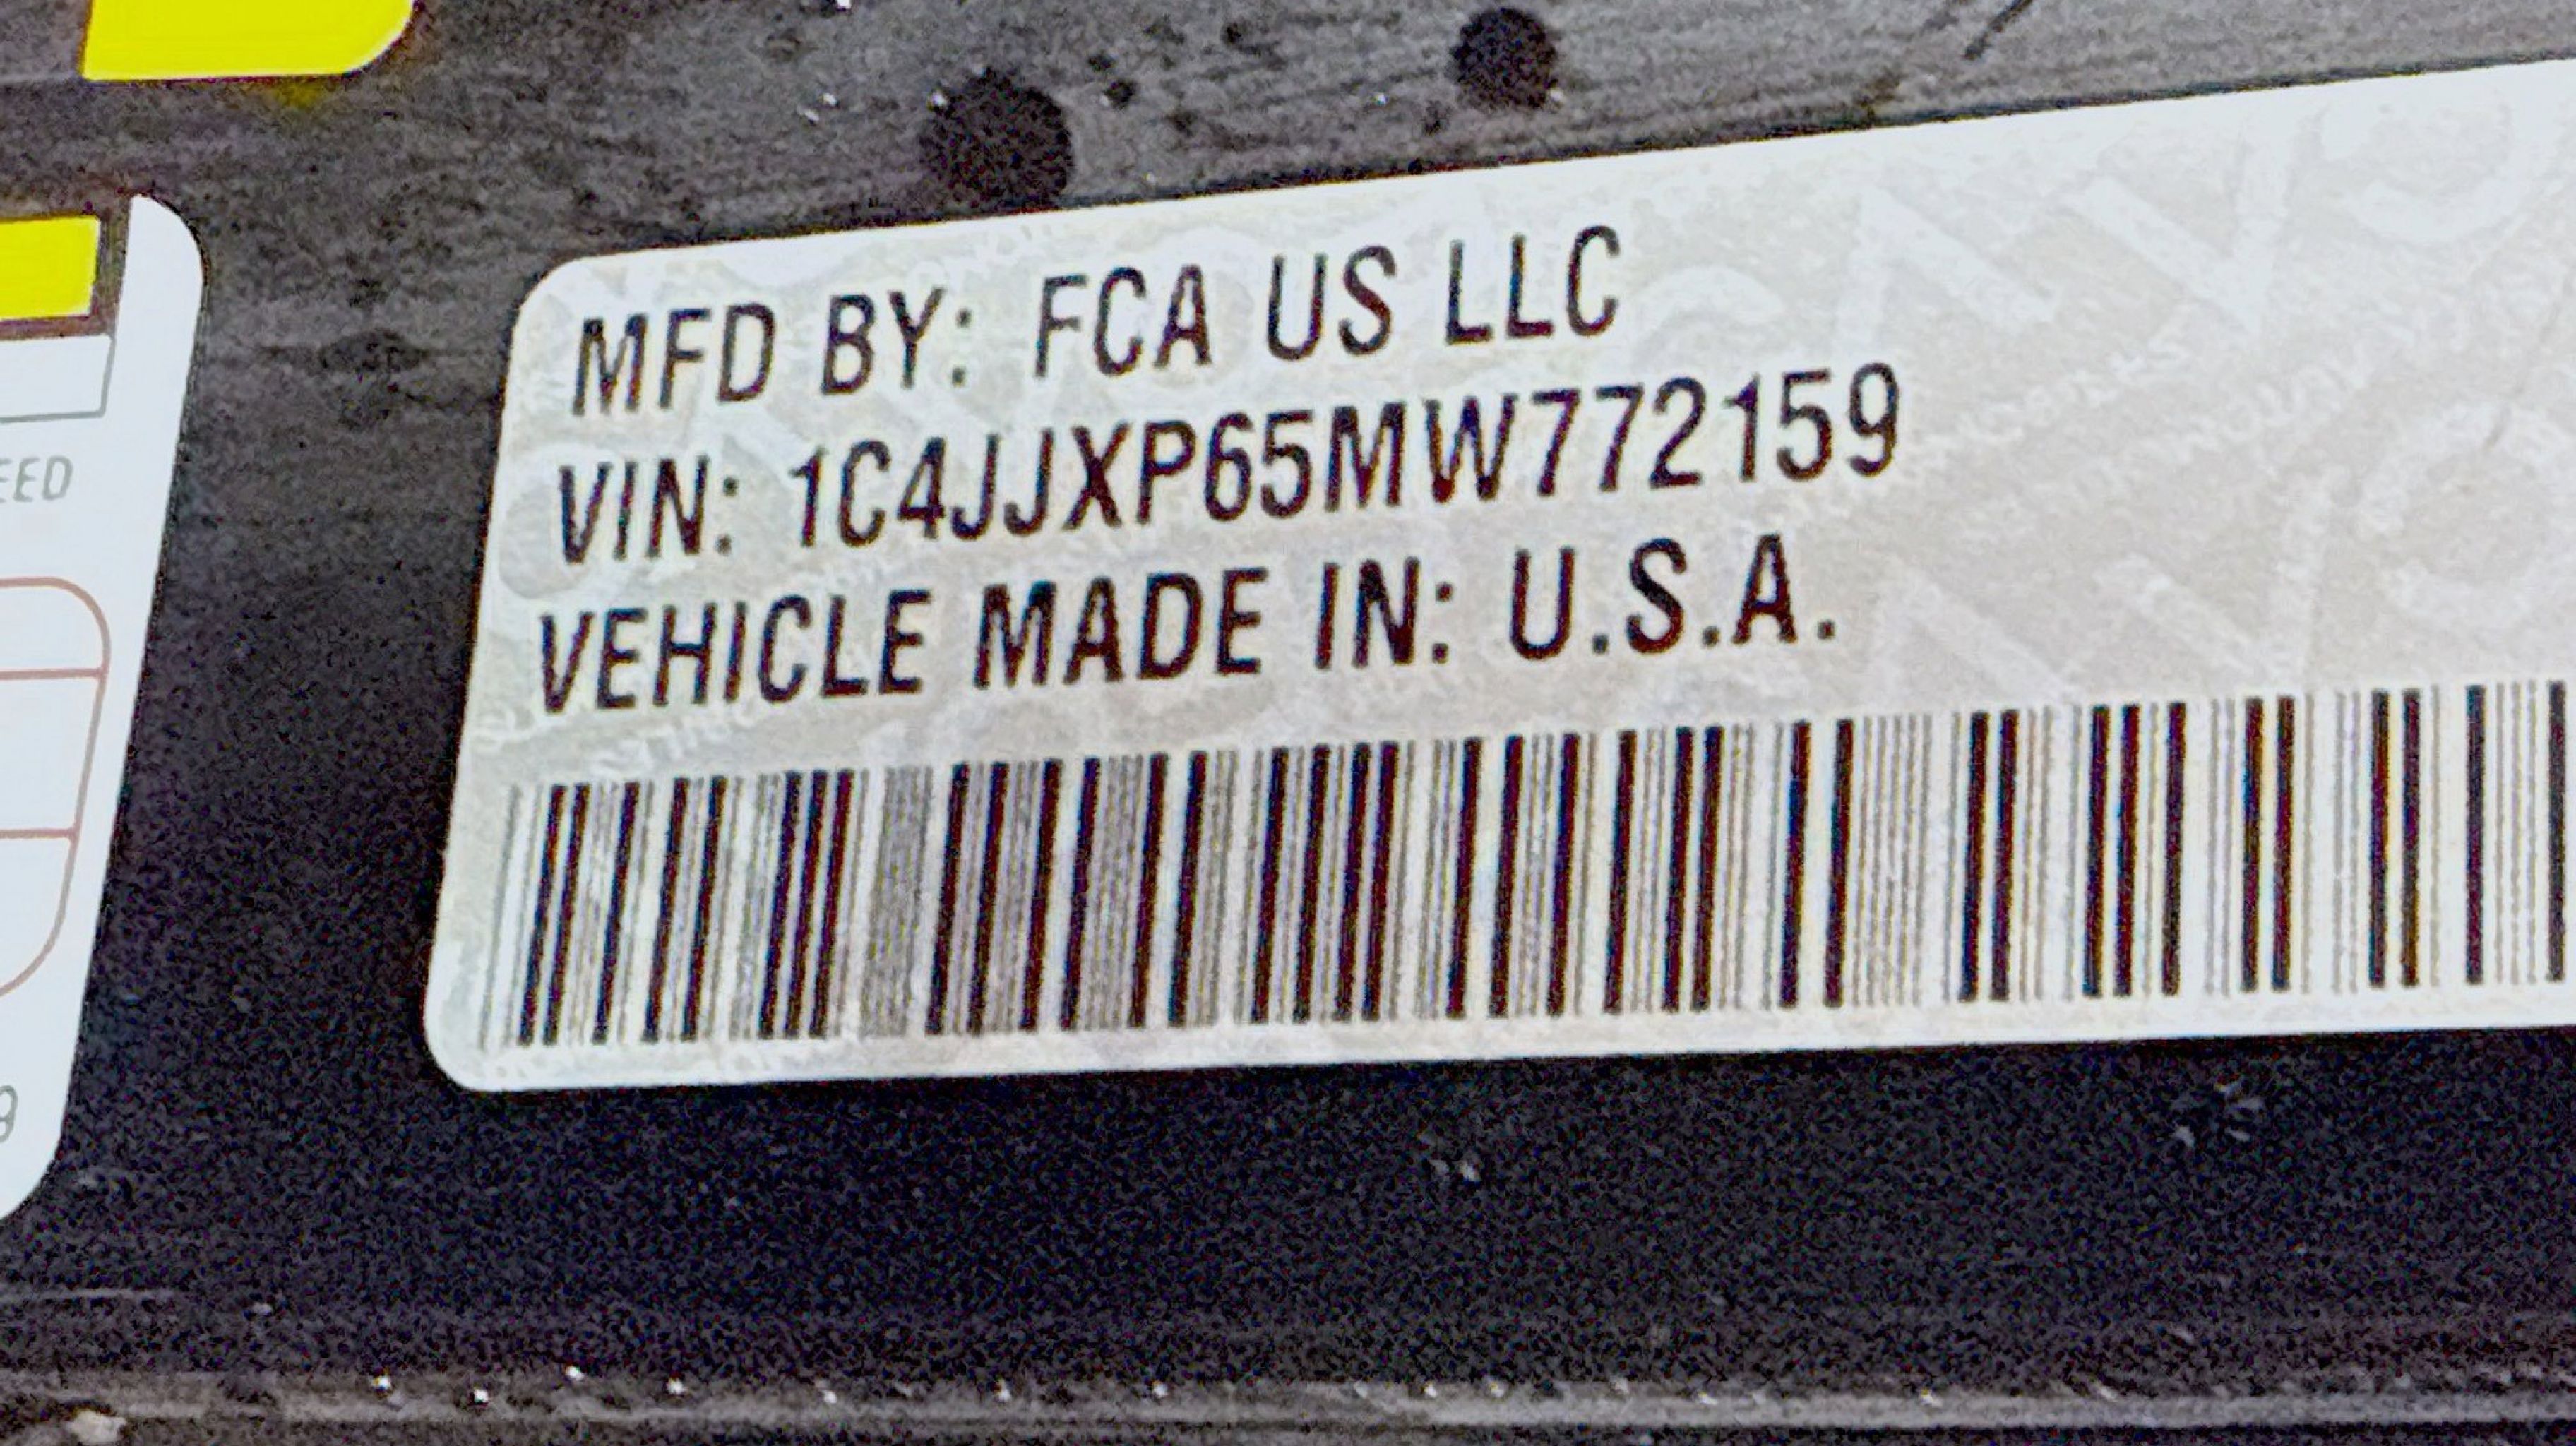 MFD BY: FCA US LLC
VIN: 1C4JJXP65MW772159
VEHICLE MADE IN: U.S.A.